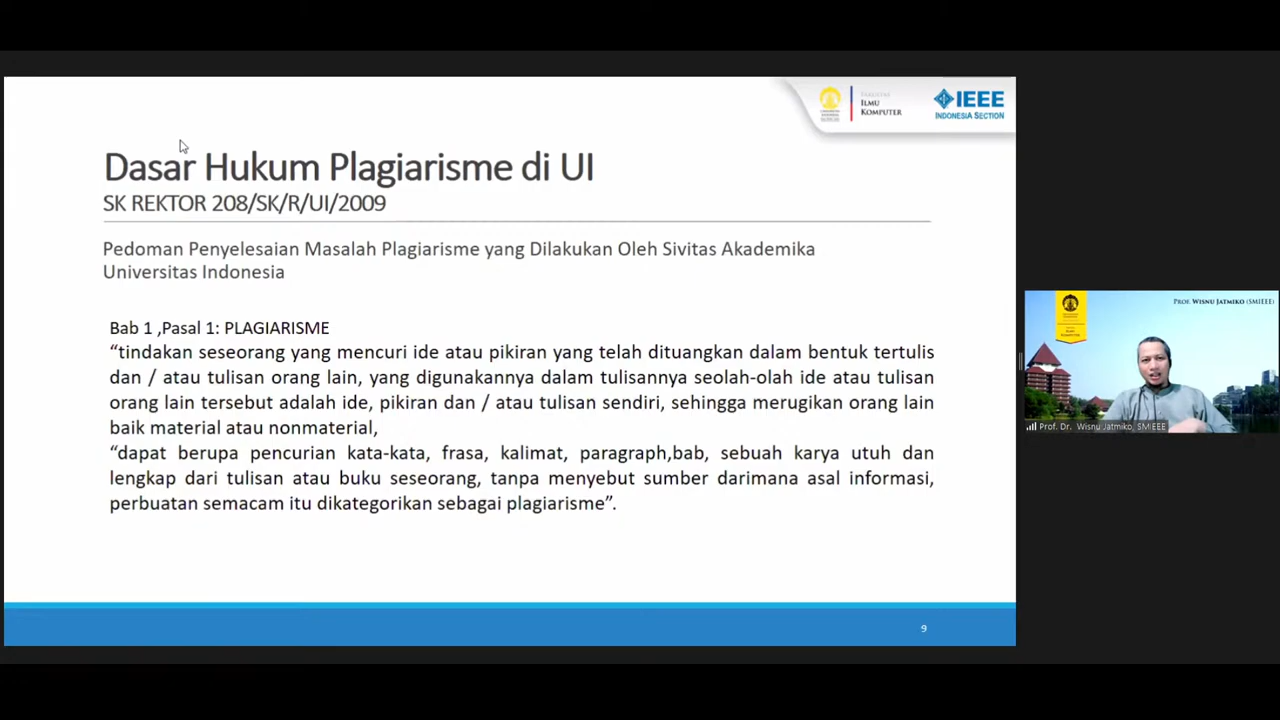 FAKULTAS
ILMU
KOMPUTER
IEEE
INDONESIA SECTION
Dasar Hukum Plagiarisme di UI
SK REKTOR 208/SK/R/UI/2009
Pedoman Penyelesaian Masalah Plagiarisme yang Dilakukan Oleh Sivitas Akademika
Universitas Indonesia
Bab 1 ,Pasal 1: PLAGIARISME
“tindakan seseorang yang mencuri ide atau pikiran yang telah dituangkan dalam bentuk tertulis
dan / atau tulisan orang lain, yang digunakannya dalam tulisannya seolah-olah ide atau tulisan
orang lain tersebut adalah ide, pikiran dan / atau tulisan sendiri, sehingga merugikan orang lain
baik material atau nonmaterial,
“dapat berupa pencurian kata-kata, frasa, kalimat, paragraph,bab, sebuah karya utuh dan
lengkap dari tulisan atau buku seseorang, tanpa menyebut sumber darimana asal informasi,
perbuatan semacam itu dikategorikan sebagai plagiarisme”.
9
Prof. Wisnu Jatmiko (SMIEEE)
Prof. Dr. Wisnu Jatmiko, SMIEEE